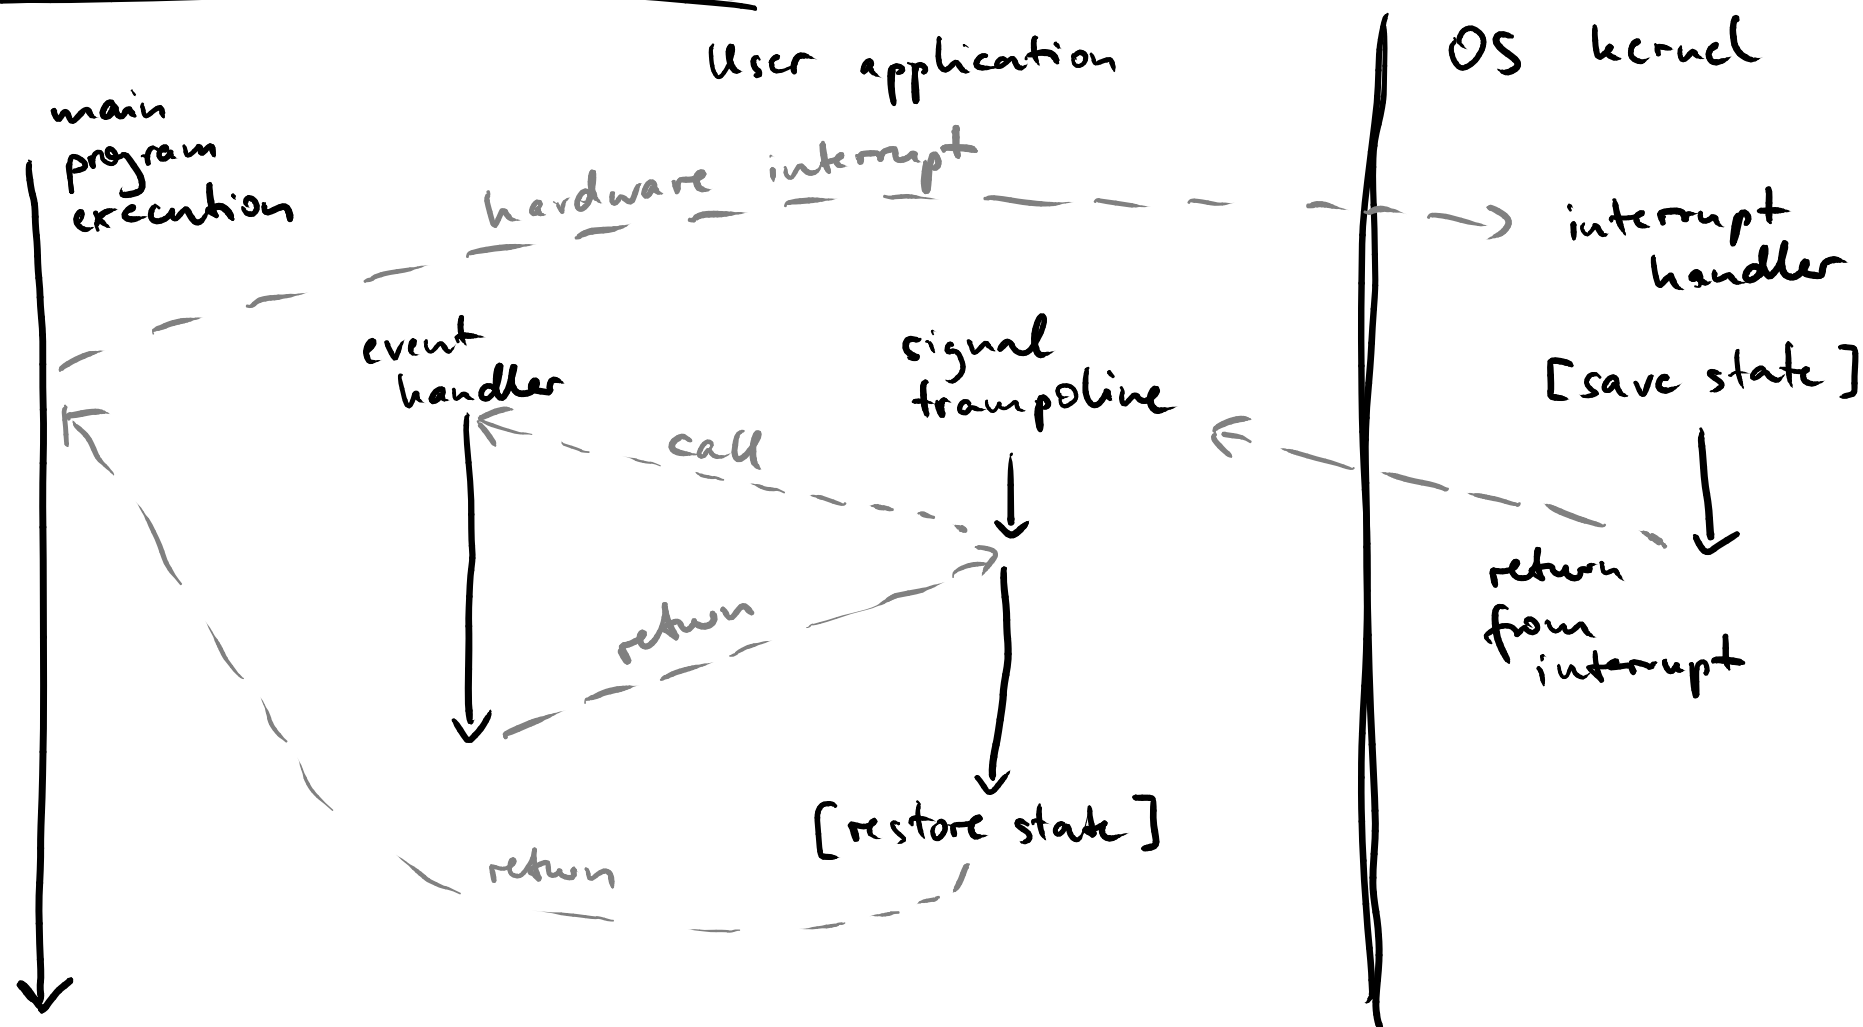 User application
OS kernel
main
program
execution
hardware interrupt
interrupt
handler
event
handler
signal
trampoline
[save state]
call
return
from
interrupt
return
[restore state]
return